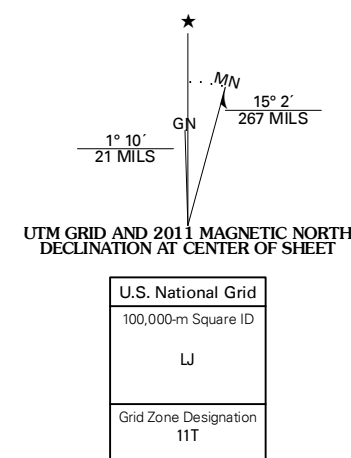 ★
MN
15° 2´
267 MILS
GN
1° 10´
21 MILS
UTM GRID AND 2011 MAGNETIC NORTH
DECLINATION AT CENTER OF SHEET
U.S. National Grid
100,000-m Square ID
LJ
Grid Zone Designation
11T